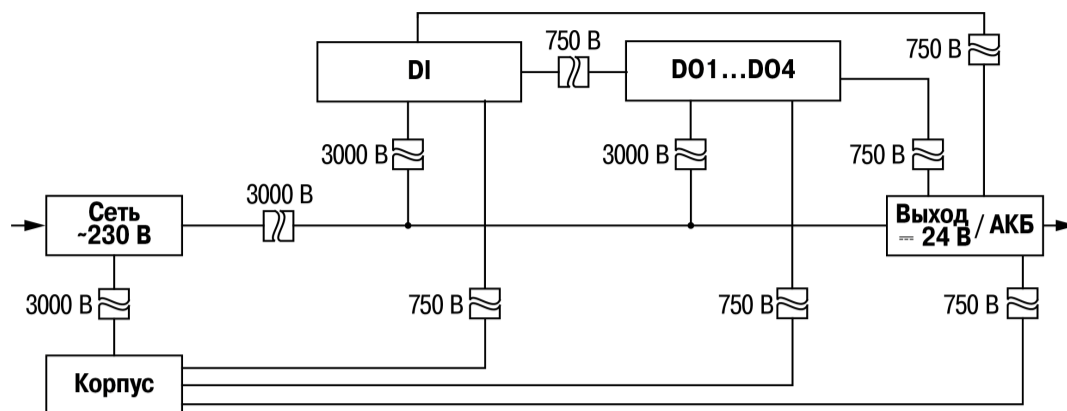 750 В
750 В
DI
DO1...DO4
3000 В
3000 В
750 В
3000 В
Сеть
~230 В
Выход
⎓ 24 В / АКБ
3000 В
750 В
750 В
750 В
Корпус